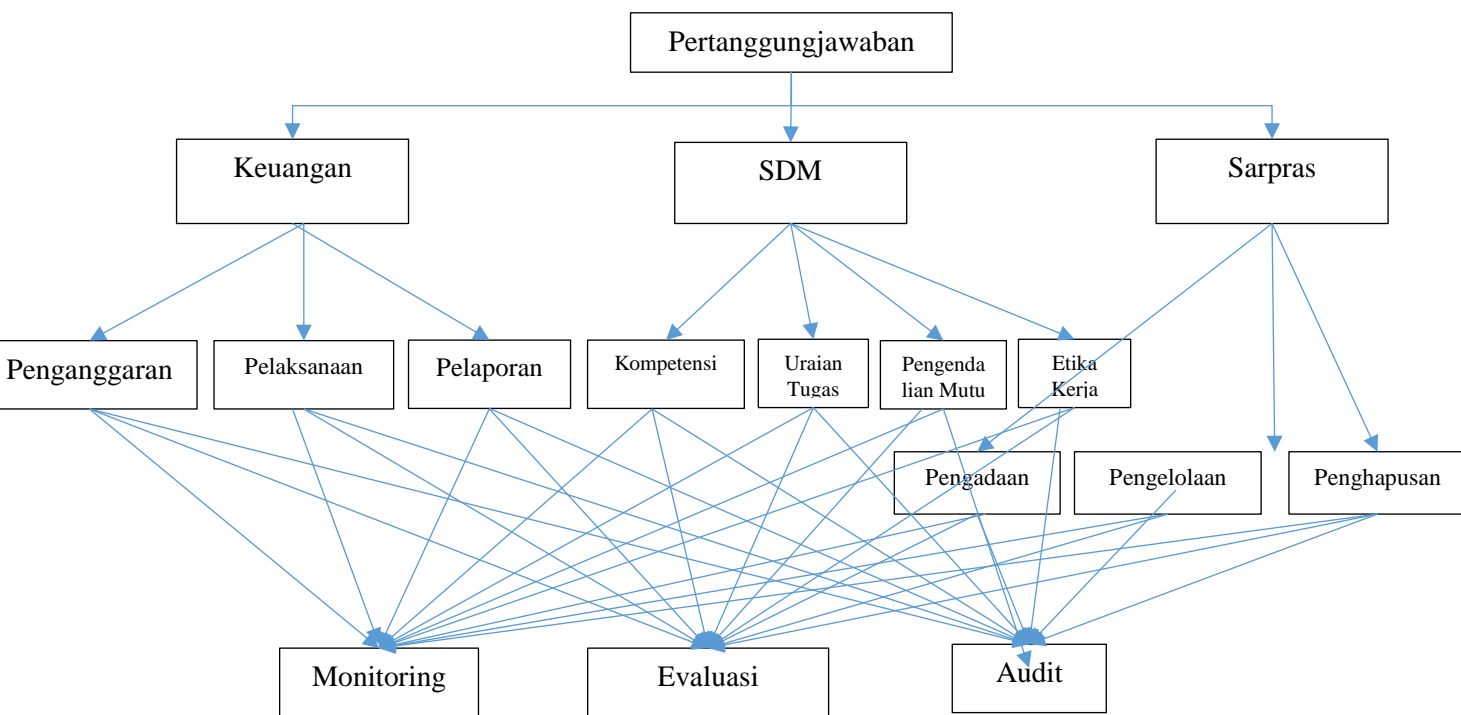 Pertanggungjawaban
Keuangan
SDM
Sarpras
Penganggaran
Pelaksanaan
Pelaporan
Kompetensi
Uraian
Tugas
Pengenda
lian Mutu
Etika
Kerja
Pengadaan
Pengelolaan
Penghapusan
Monitoring
Evaluasi
Audit